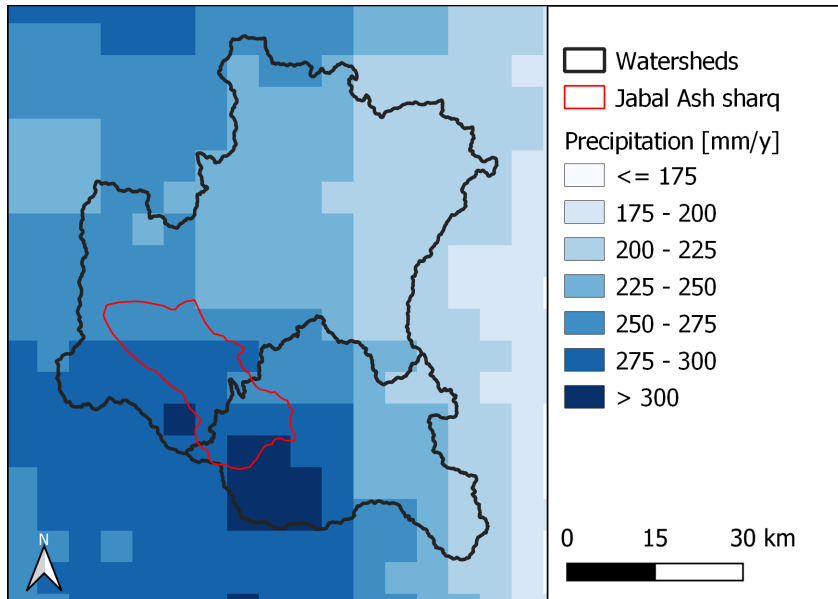 Watersheds
Jabal Ash sharq
Precipitation [mm/y]
<= 175
175 - 200
200 - 225
225 - 250
250 - 275
275 - 300
> 300
N
0 15 30 km